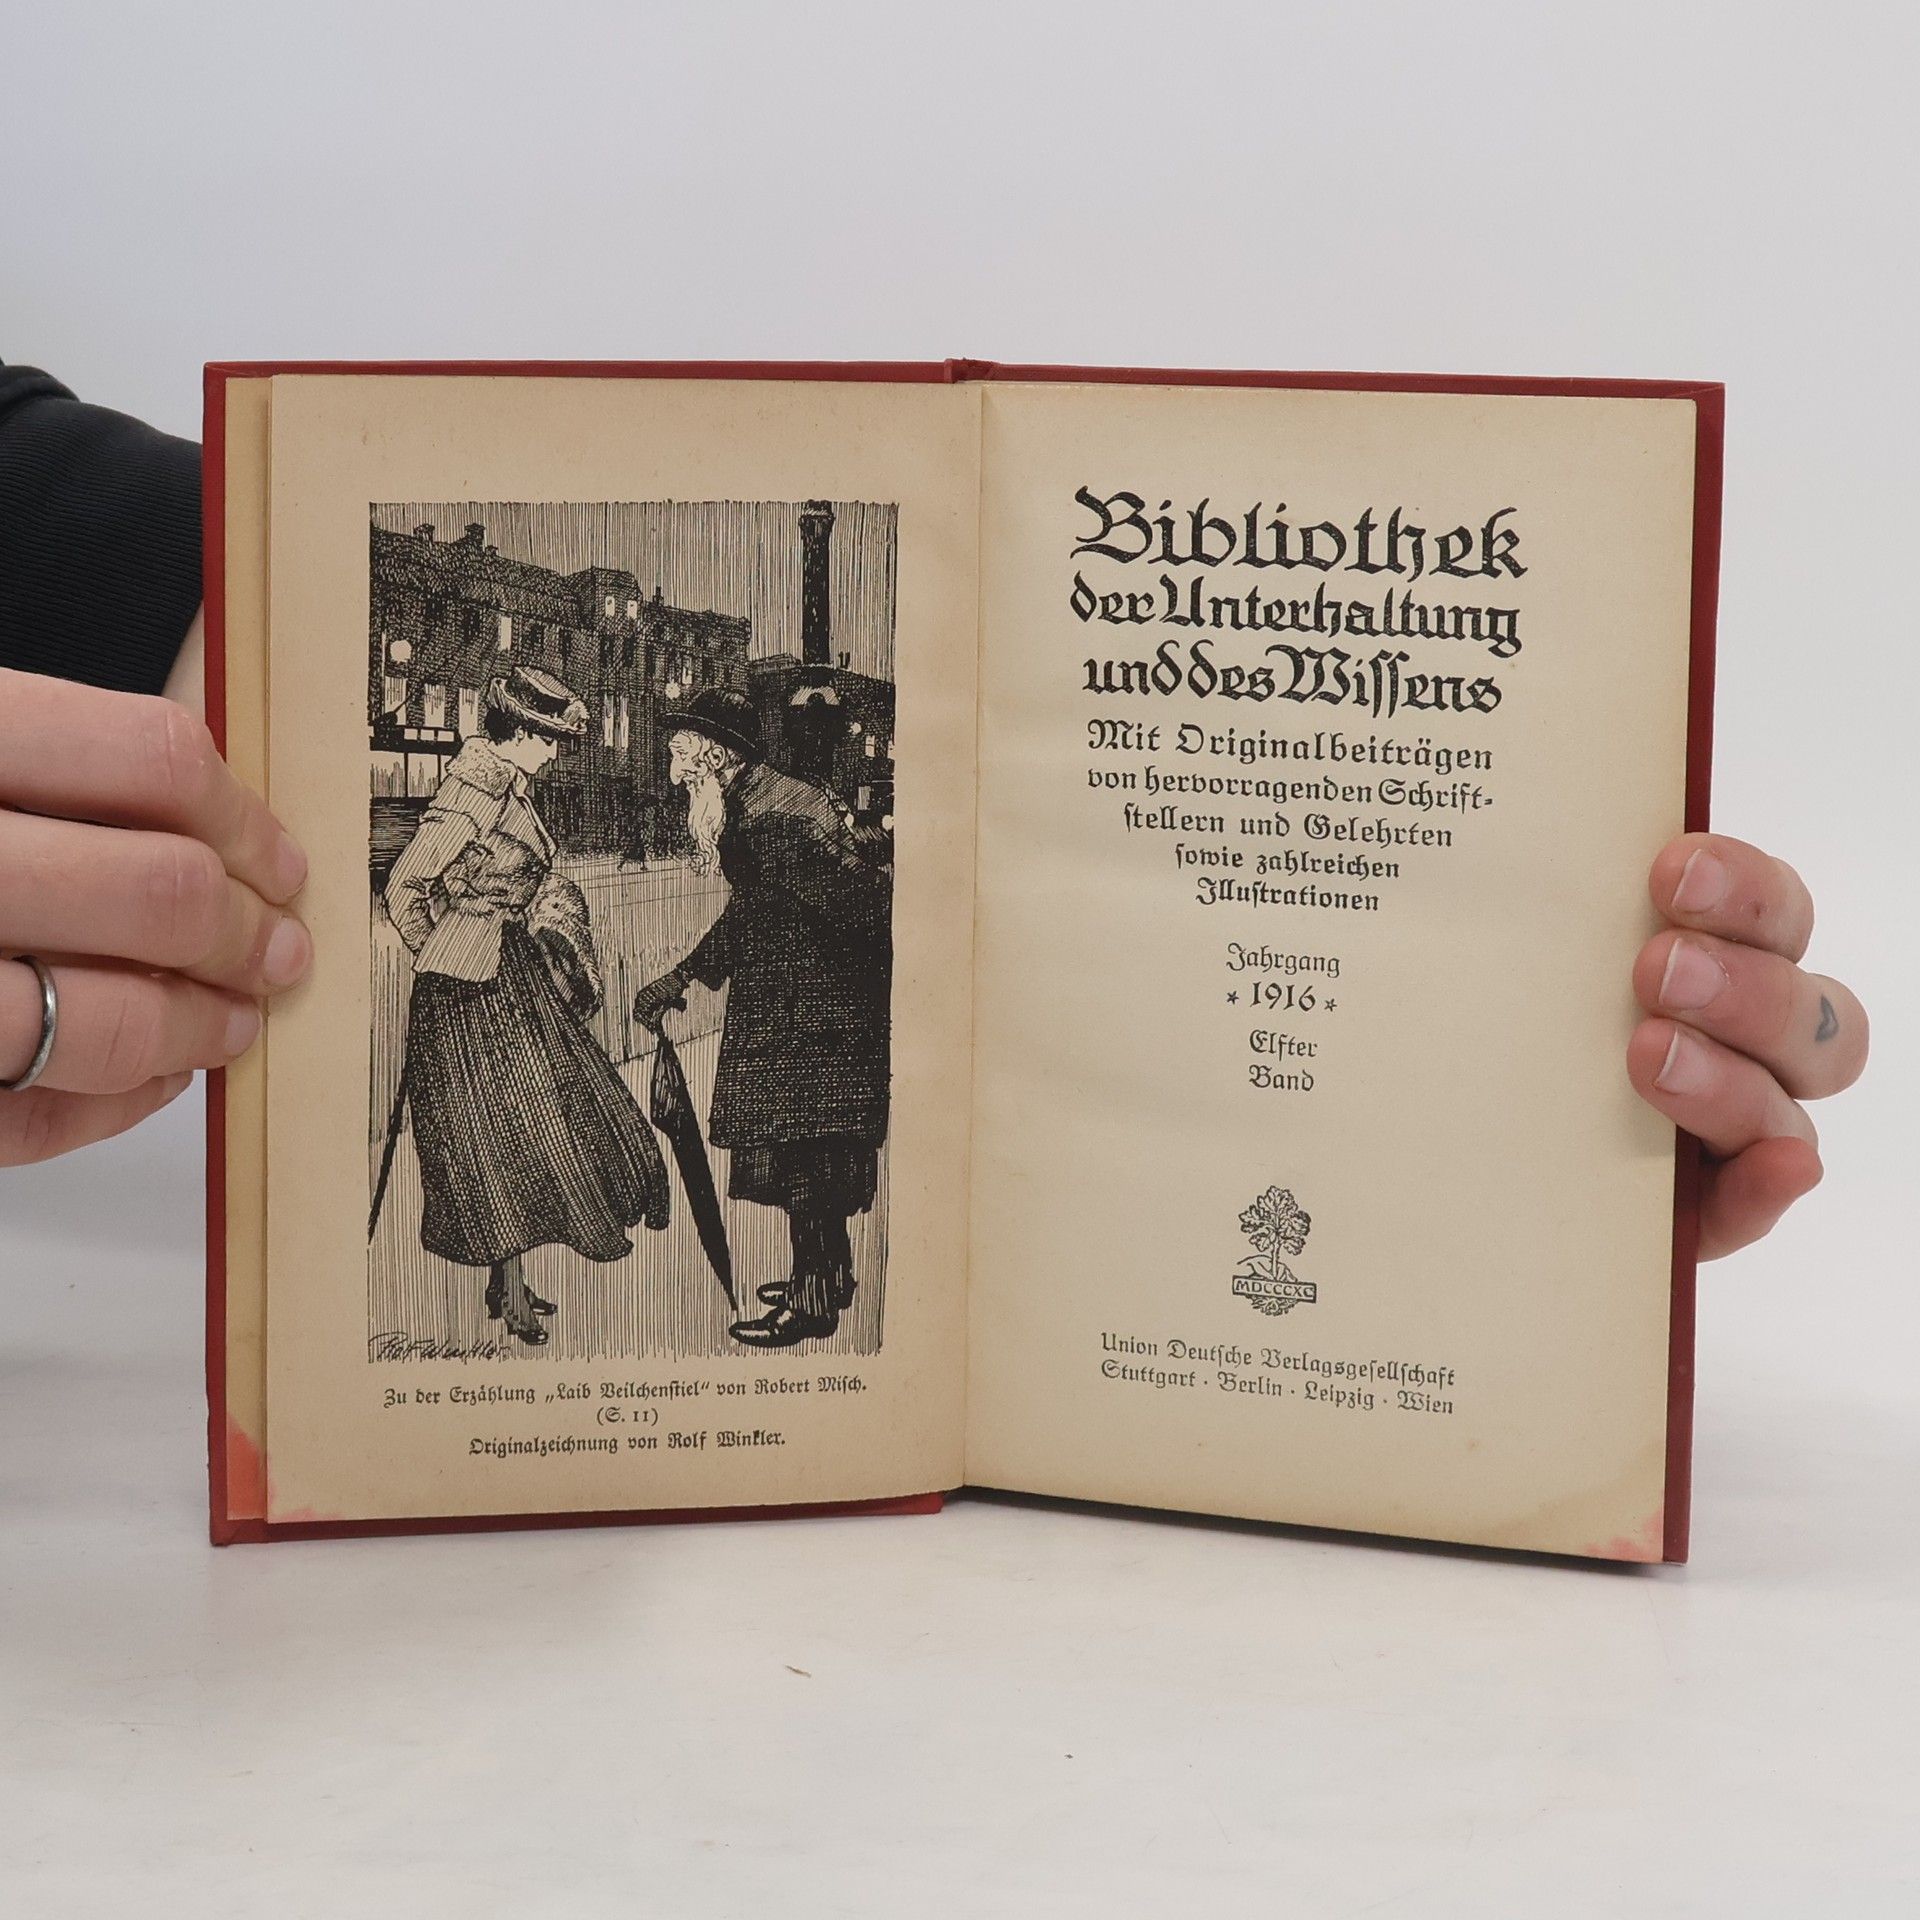 Rolf Winkler
Zu der Erzählung „Laib Veilchenstiel“ von Robert Misch.
(S. 11)
Originalzeichnung von Rolf Winkler.
Bibliothek
der Unterhaltung
und des Wissens
Mit Originalbeiträgen
von hervorragenden Schrift-
stellern und Gelehrten
sowie zahlreichen
Illustrationen
Jahrgang
* 1916 *
Elfter
Band
MDCCCXC
Union Deutsche Verlagsgesellschaft
Stuttgart · Berlin · Leipzig · Wien